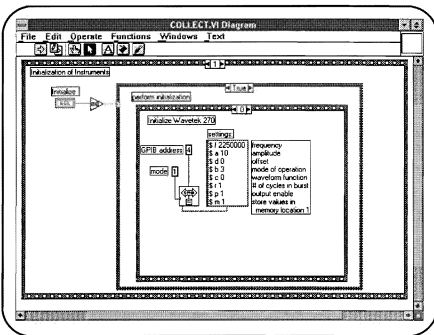 COLLECT.VI Diagram
File Edit Operate Functions Windows Text
1
Initialization of Instruments
True
Initialize
perform initialization
0
Initialize Wavetek 270
settings
GPIB address 4
mode 1
$ f 2250000 frequency
$ a 10 amplitude
$ d 0 offset
$ b 3 mode of operation
$ c 0 waveform function
$ r 1 # of cycles in burst
$ p 1 output enable
$ m 1 store values in
memory location 1